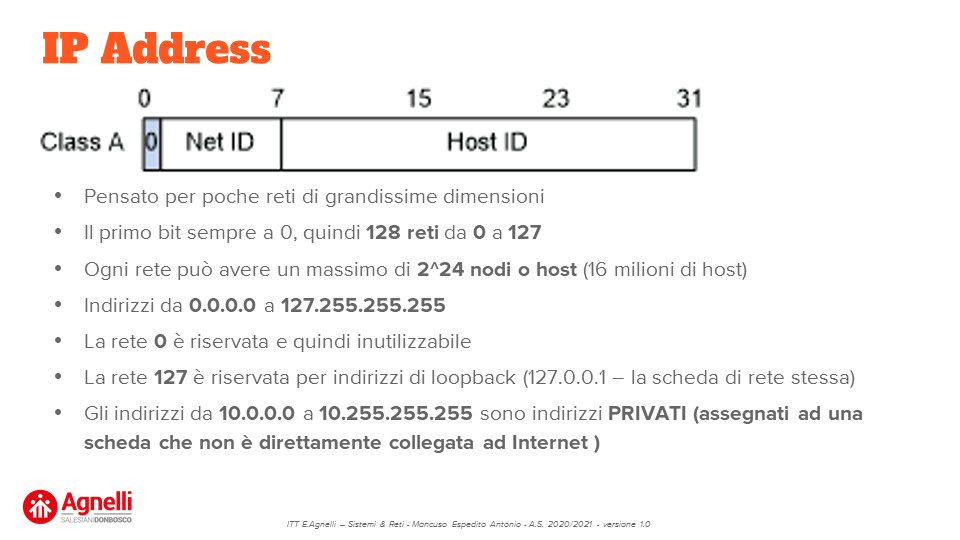 IP Address
0 7 15 23 31
Class A 0 Net ID Host ID
• Pensato per poche reti di grandissime dimensioni
• Il primo bit sempre a 0, quindi 128 reti da 0 a 127
• Ogni rete può avere un massimo di 2^24 nodi o host (16 milioni di host)
• Indirizzi da 0.0.0.0 a 127.255.255.255
• La rete 0 è riservata e quindi inutilizzabile
• La rete 127 è riservata per indirizzi di loopback (127.0.0.1 – la scheda di rete stessa)
• Gli indirizzi da 10.0.0.0 a 10.255.255.255 sono indirizzi PRIVATI (assegnati ad una
scheda che non è direttamente collegata ad Internet )
Agnelli
SALESIANIDONBOSCO
ITT E.Agnelli – Sistemi & Reti - Mancuso Espedito Antonio - A.S. 2020/2021 - versione 1.0